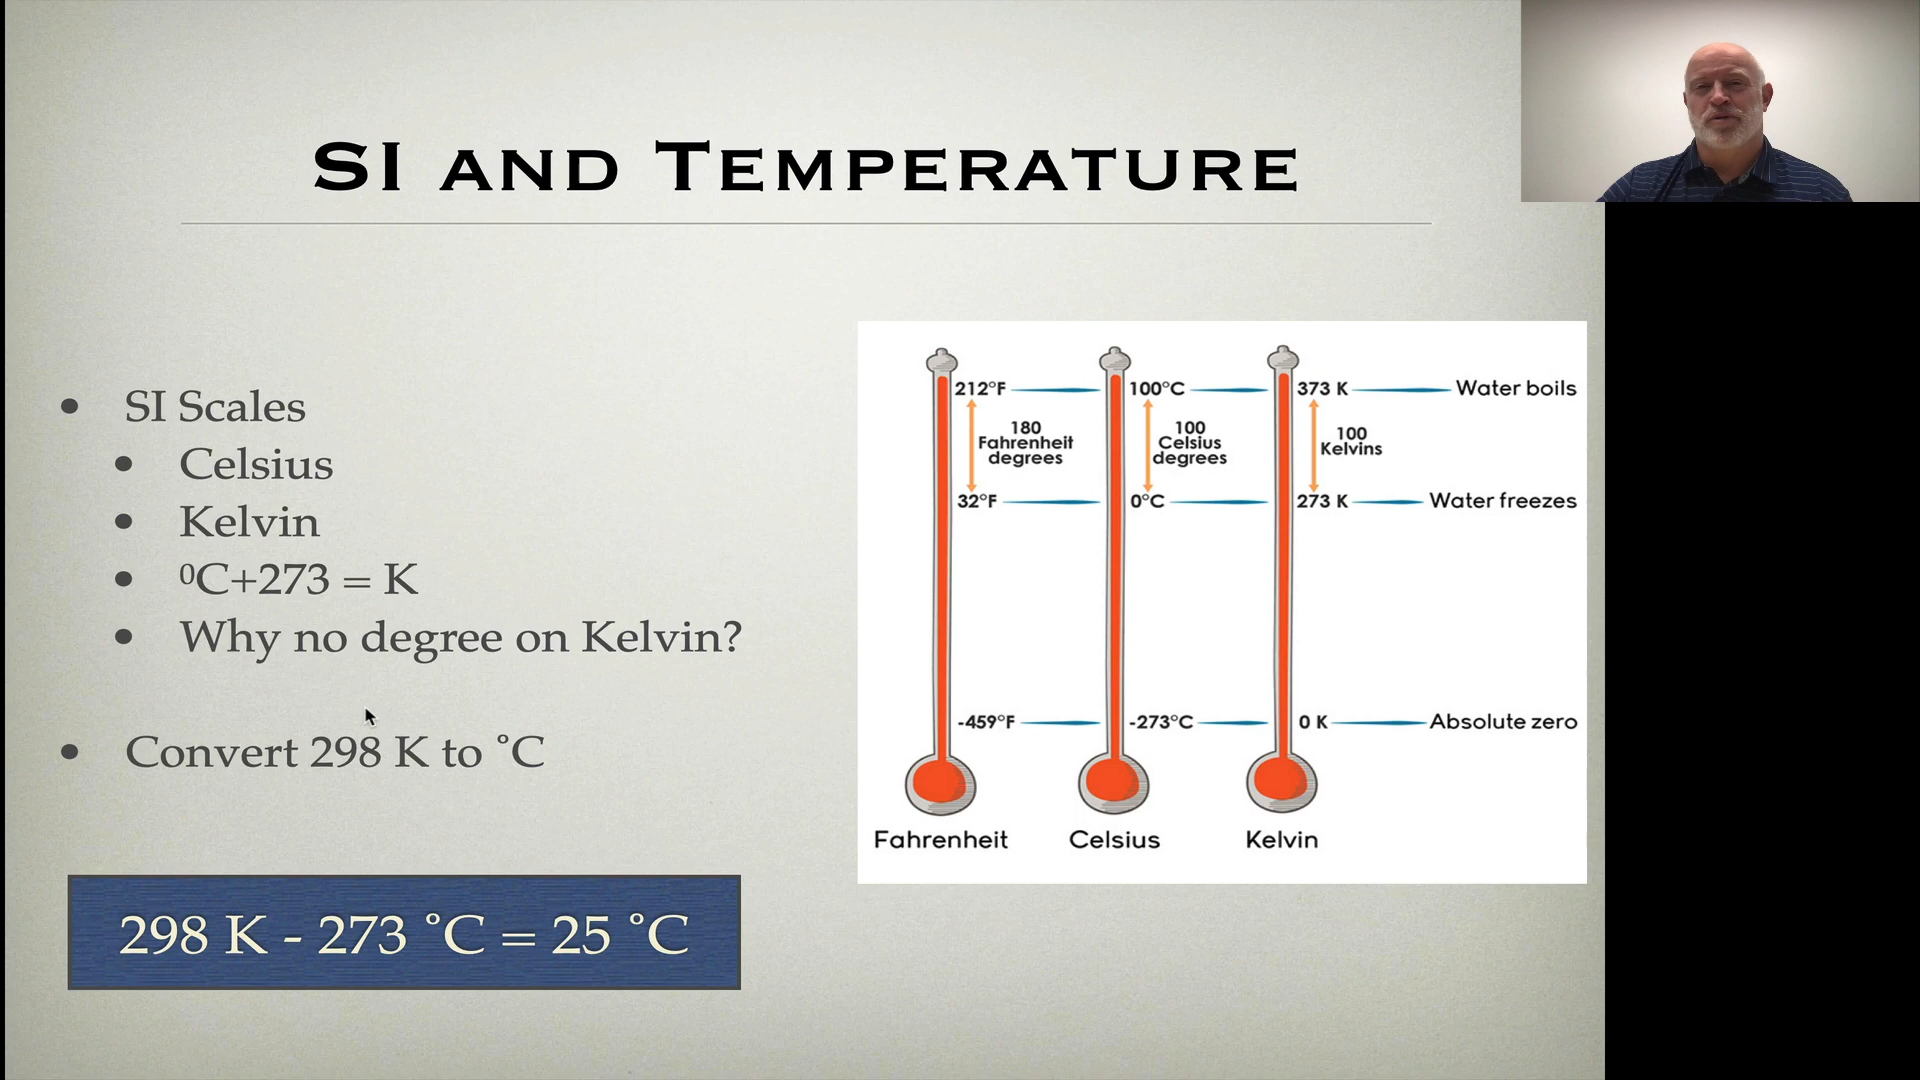 SI AND TEMPERATURE
• SI Scales
• Celsius
• Kelvin
• ⁰C+273 = K
• Why no degree on Kelvin?
• Convert 298 K to ˚C
298 K - 273 ˚C = 25 ˚C
212°F 100°C 373 K Water boils
180 Fahrenheit degrees
100 Celsius degrees
100 Kelvins
32°F 0°C 273 K Water freezes
-459°F -273°C 0 K Absolute zero
Fahrenheit Celsius Kelvin